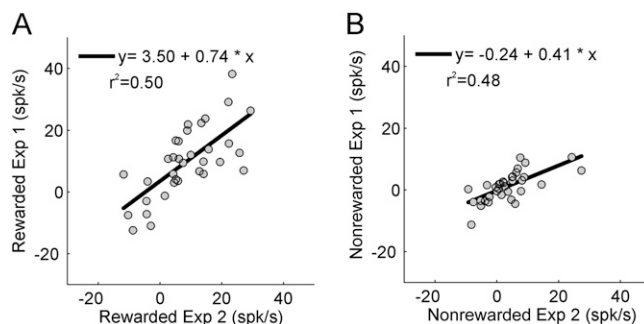 A
y= 3.50 + 0.74 * x
r²=0.50
Rewarded Exp 1 (spk/s)
40
20
0
-20
-20 0 20 40
Rewarded Exp 2 (spk/s)
B
y= -0.24 + 0.41 * x
r²=0.48
Nonrewarded Exp 1 (spk/s)
40
20
0
-20
-20 0 20 40
Nonrewarded Exp 2 (spk/s)